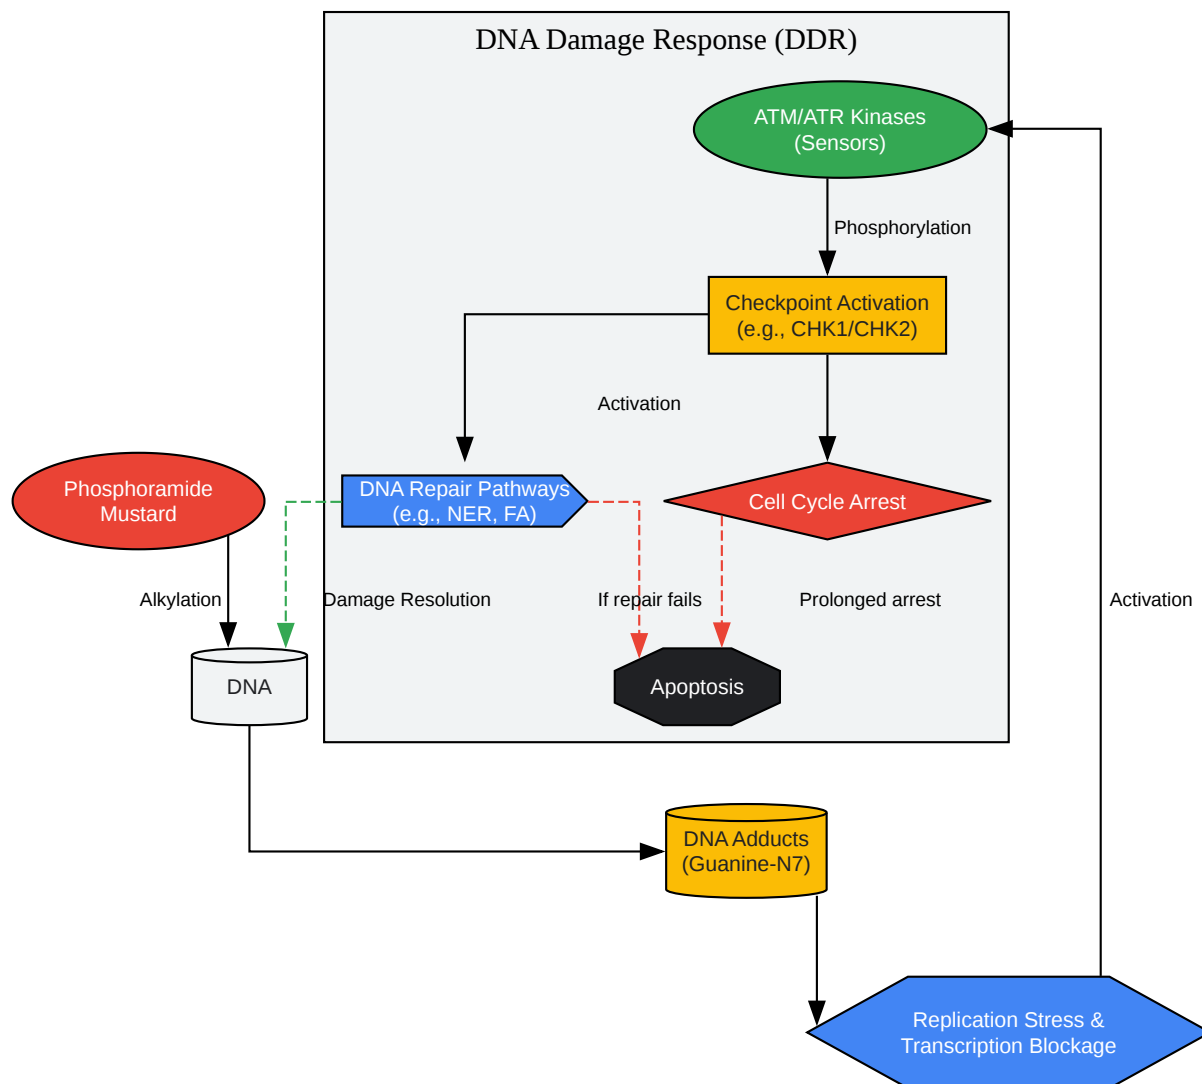 DNA Damage Response (DDR)
ATM/ATR Kinases
(Sensors)
Phosphorylation
Checkpoint Activation
(e.g., CHK1/CHK2)
Activation
Phosphoramide
Mustard
DNA Repair Pathways
(e.g., NER, FA)
Cell Cycle Arrest
Alkylation
Damage Resolution
If repair fails
Prolonged arrest
Activation
DNA
Apoptosis
DNA Adducts
(Guanine-N7)
Replication Stress &
Transcription Blockage